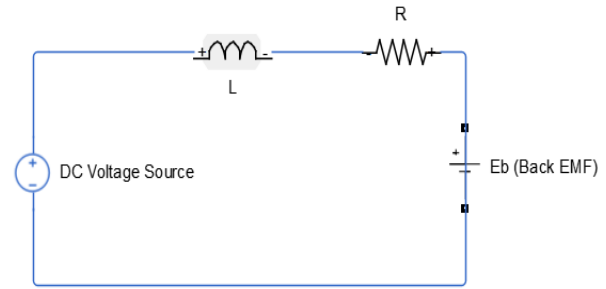 R
+ -
- +
L
+
DC Voltage Source
-
+
Eb (Back EMF)